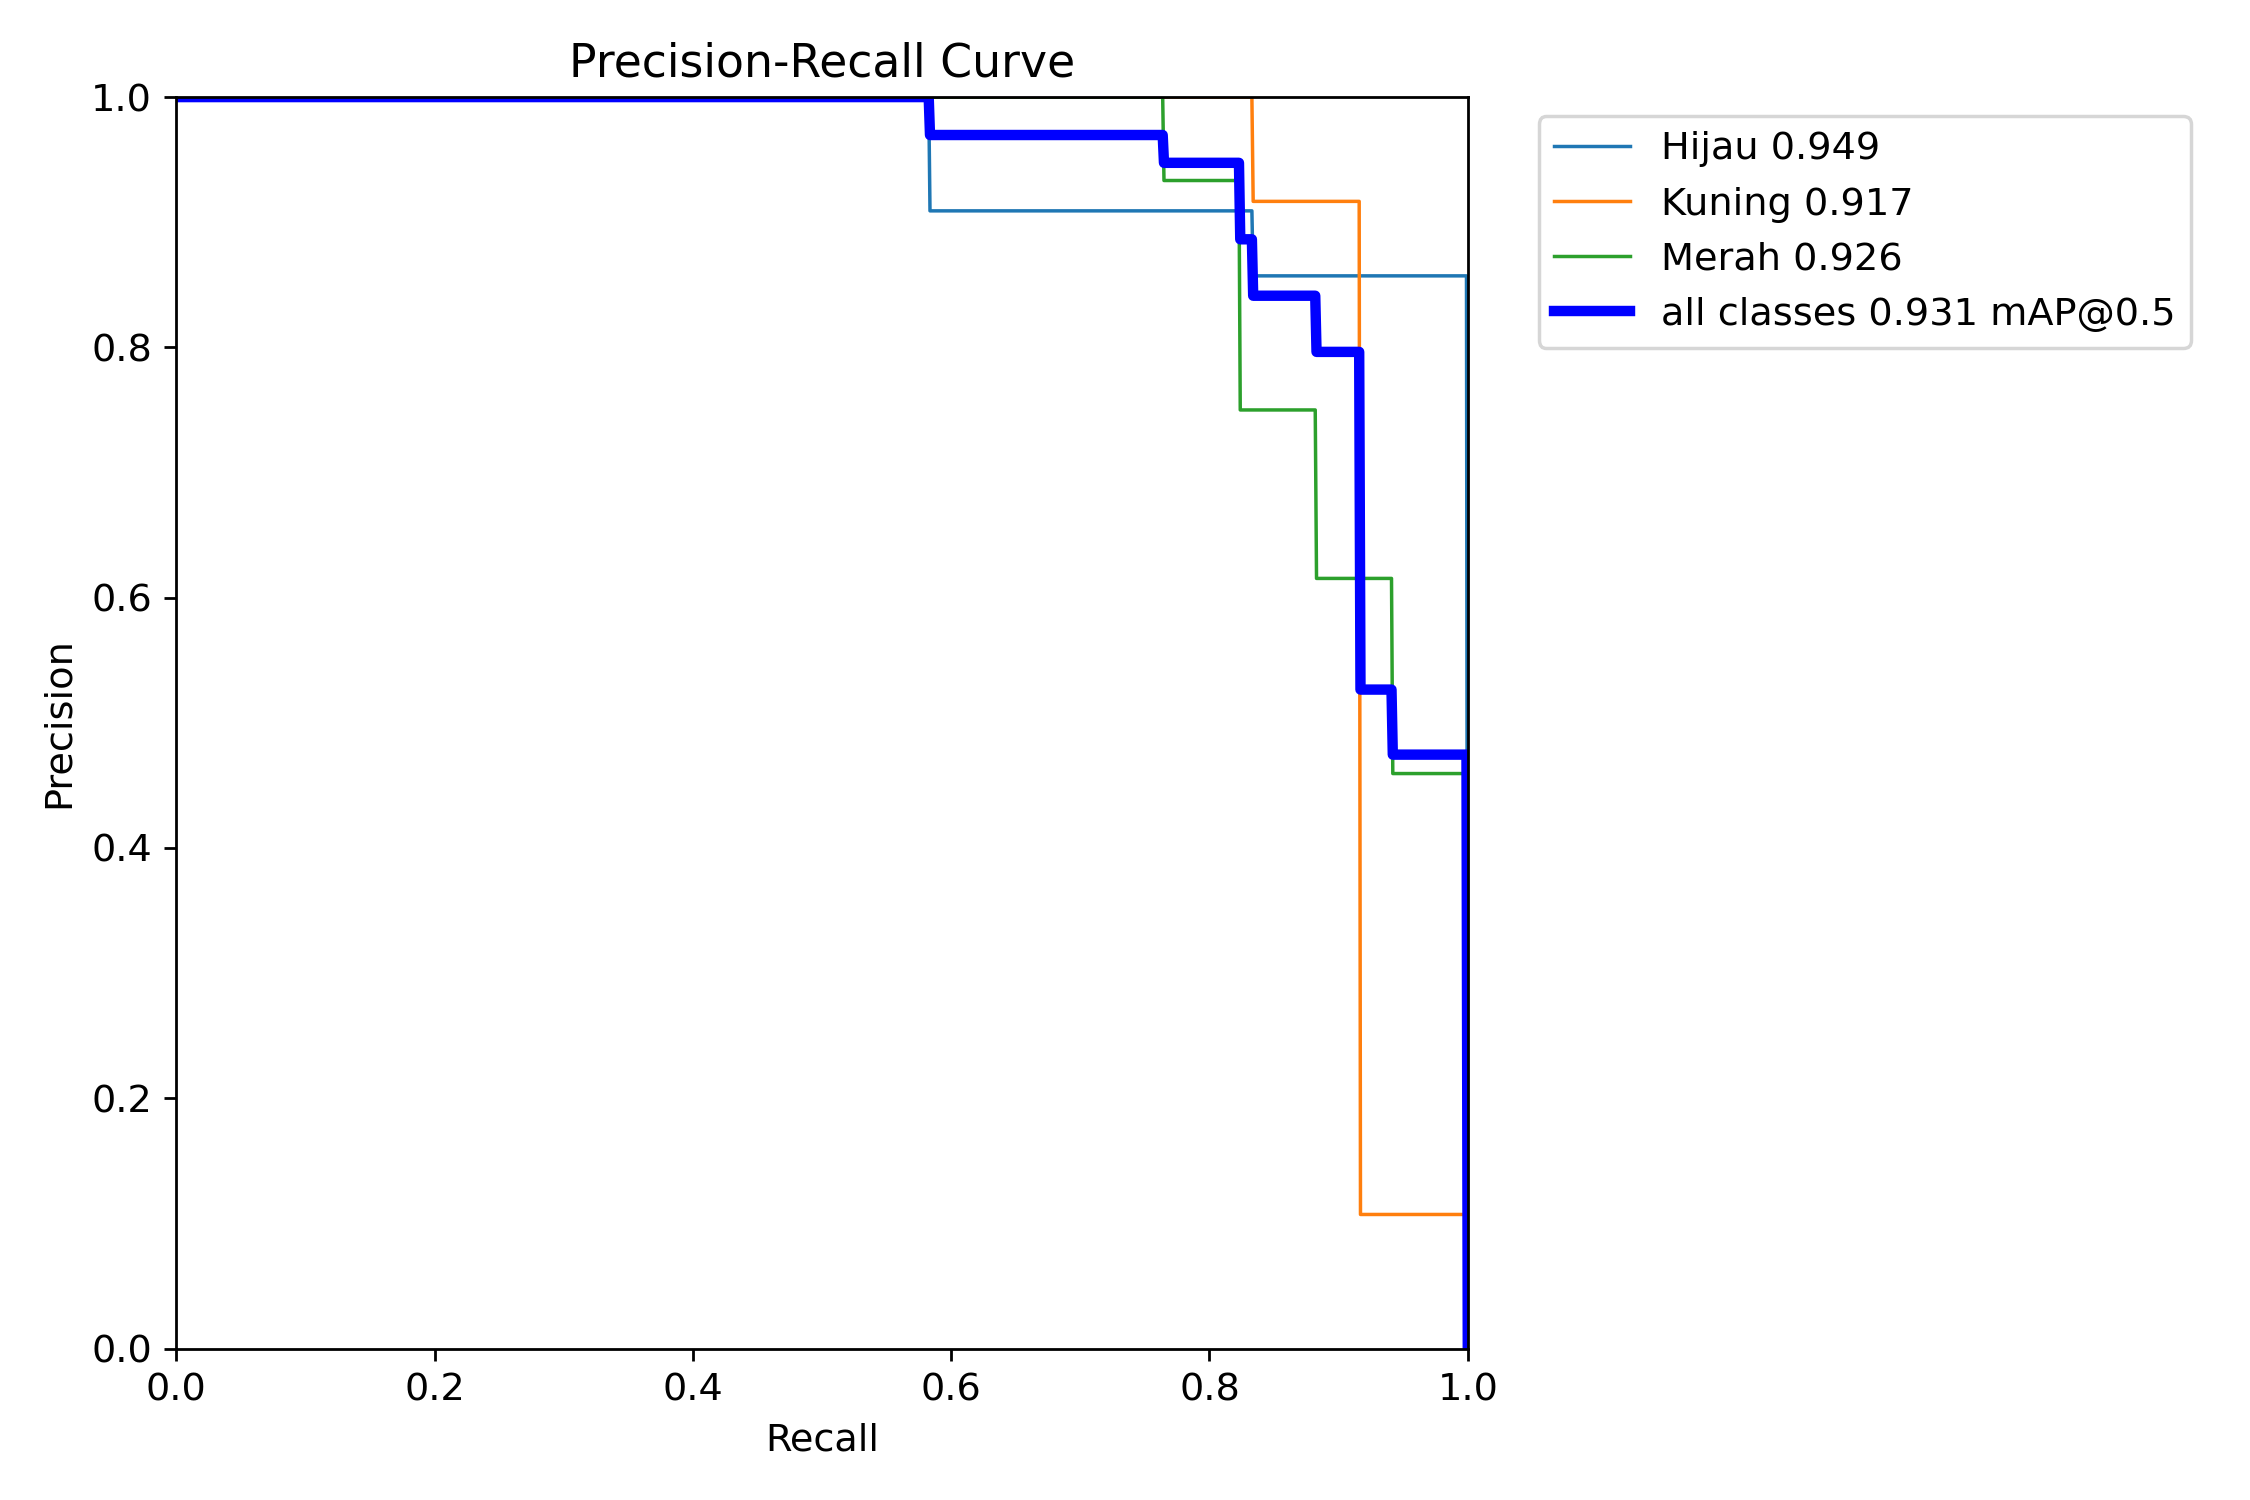 Precision-Recall Curve
1.0
0.8
0.6
0.4
0.2
0.0
Precision
0.0 0.2 0.4 0.6 0.8 1.0
Recall
Hijau 0.949
Kuning 0.917
Merah 0.926
all classes 0.931 mAP@0.5